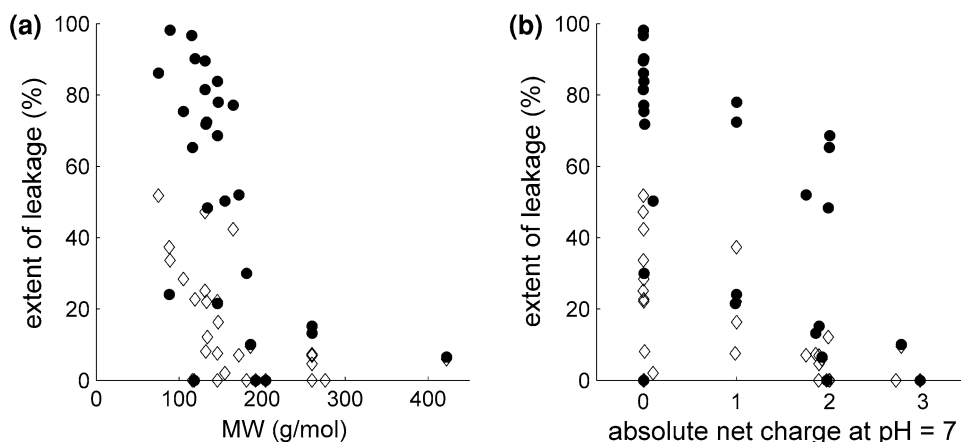 (a)
extent of leakage (%)
100
80
60
40
20
0
0 100 200 300 400
MW (g/mol)
(b)
extent of leakage (%)
100
80
60
40
20
0
0 1 2 3
absolute net charge at pH = 7